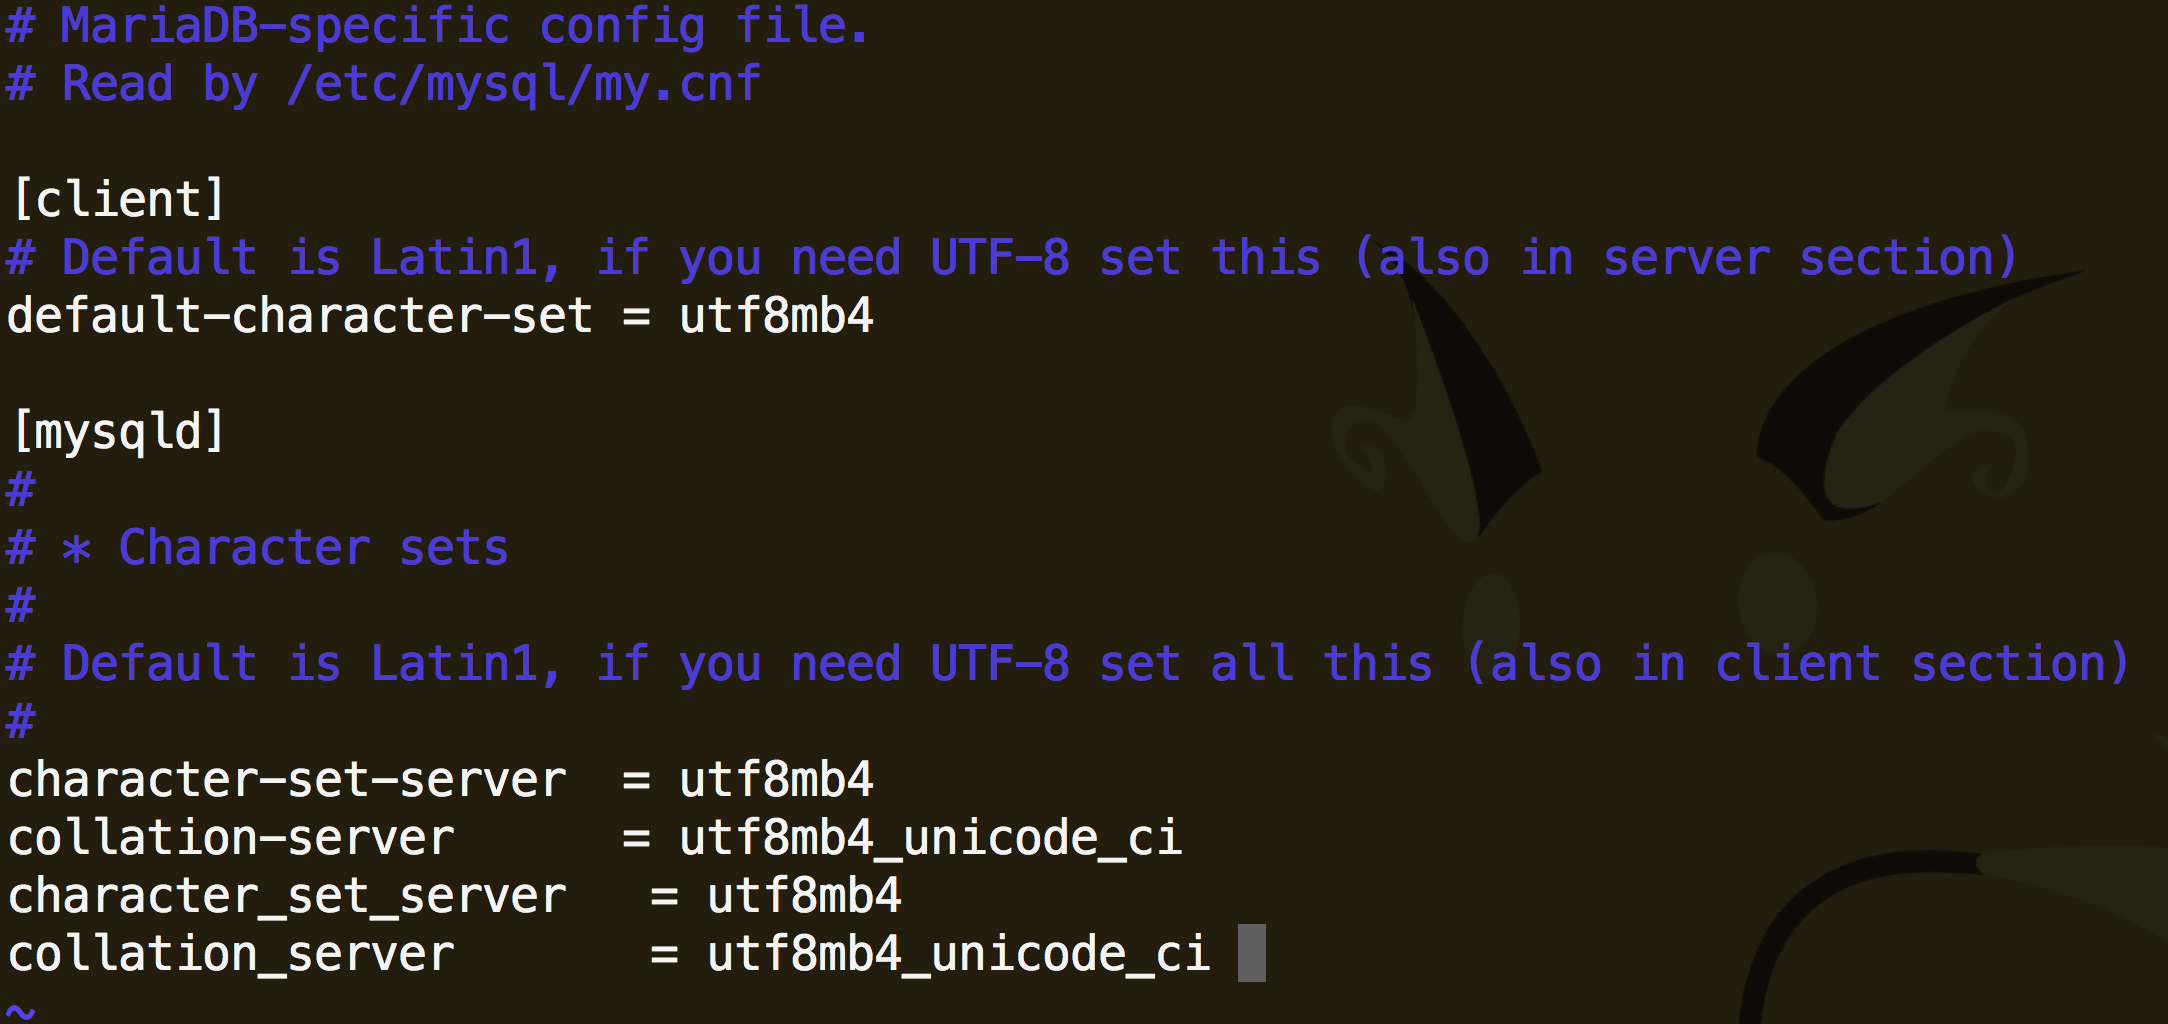 # MariaDB-specific config file.
# Read by /etc/mysql/my.cnf
[client]
# Default is Latin1, if you need UTF-8 set this (also in server section)
default-character-set = utf8mb4
[mysqld]
#
# * Character sets
#
# Default is Latin1, if you need UTF-8 set all this (also in client section)
#
character-set-server  = utf8mb4
collation-server      = utf8mb4_unicode_ci
character_set_server   = utf8mb4
collation_server       = utf8mb4_unicode_ci
~